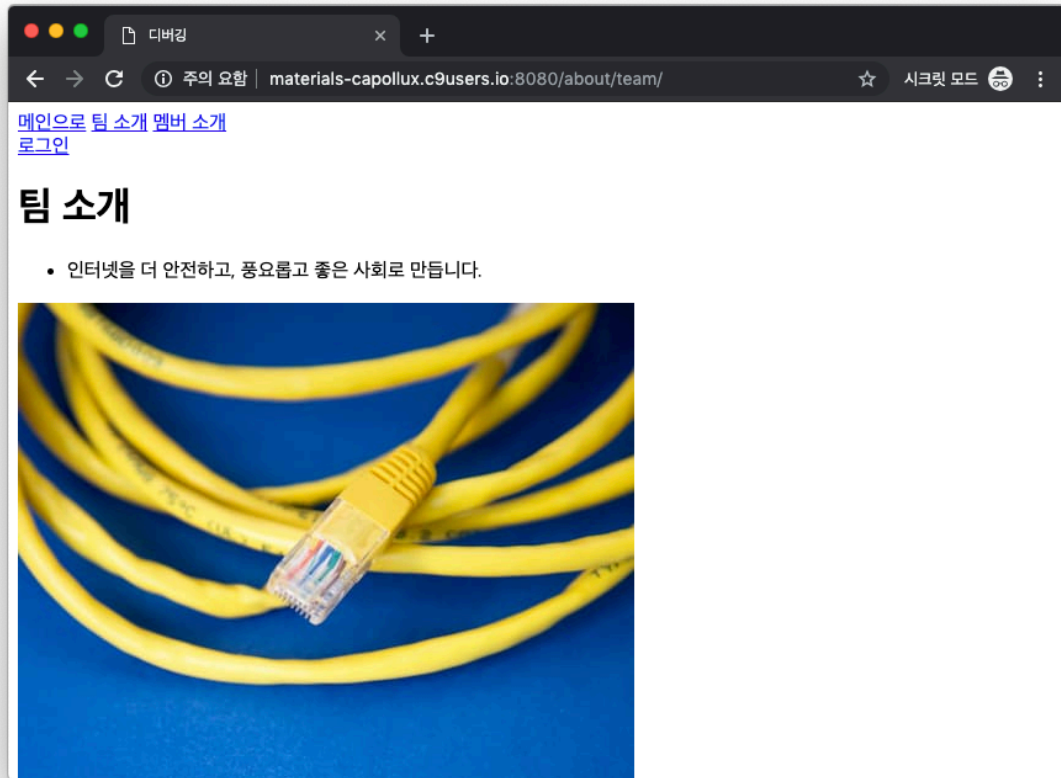 디버깅
주의 요함 materials-capollux.c9users.io:8080/about/team/ 시크릿 모드
메인으로 팀 소개 멤버 소개
로그인
팀 소개
인터넷을 더 안전하고, 풍요롭고 좋은 사회로 만듭니다.